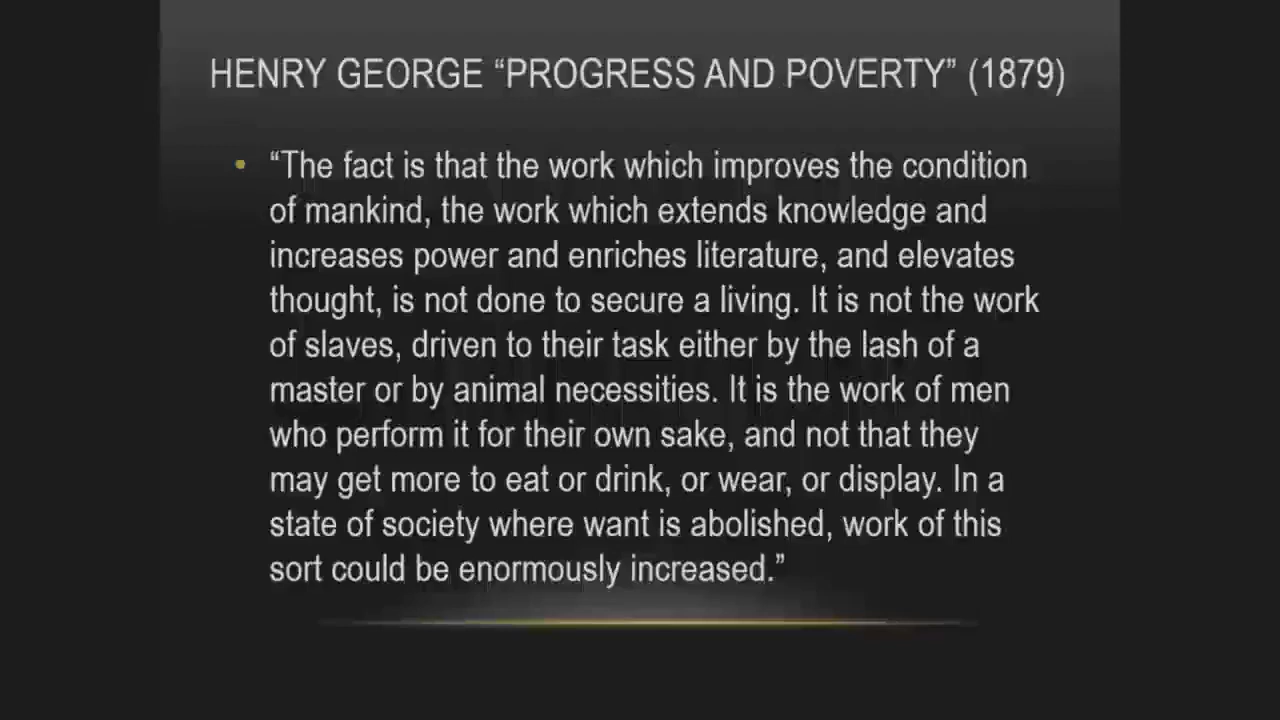 HENRY GEORGE “PROGRESS AND POVERTY” (1879)
• “The fact is that the work which improves the condition
of mankind, the work which extends knowledge and
increases power and enriches literature, and elevates
thought, is not done to secure a living. It is not the work
of slaves, driven to their task either by the lash of a
master or by animal necessities. It is the work of men
who perform it for their own sake, and not that they
may get more to eat or drink, or wear, or display. In a
state of society where want is abolished, work of this
sort could be enormously increased.”